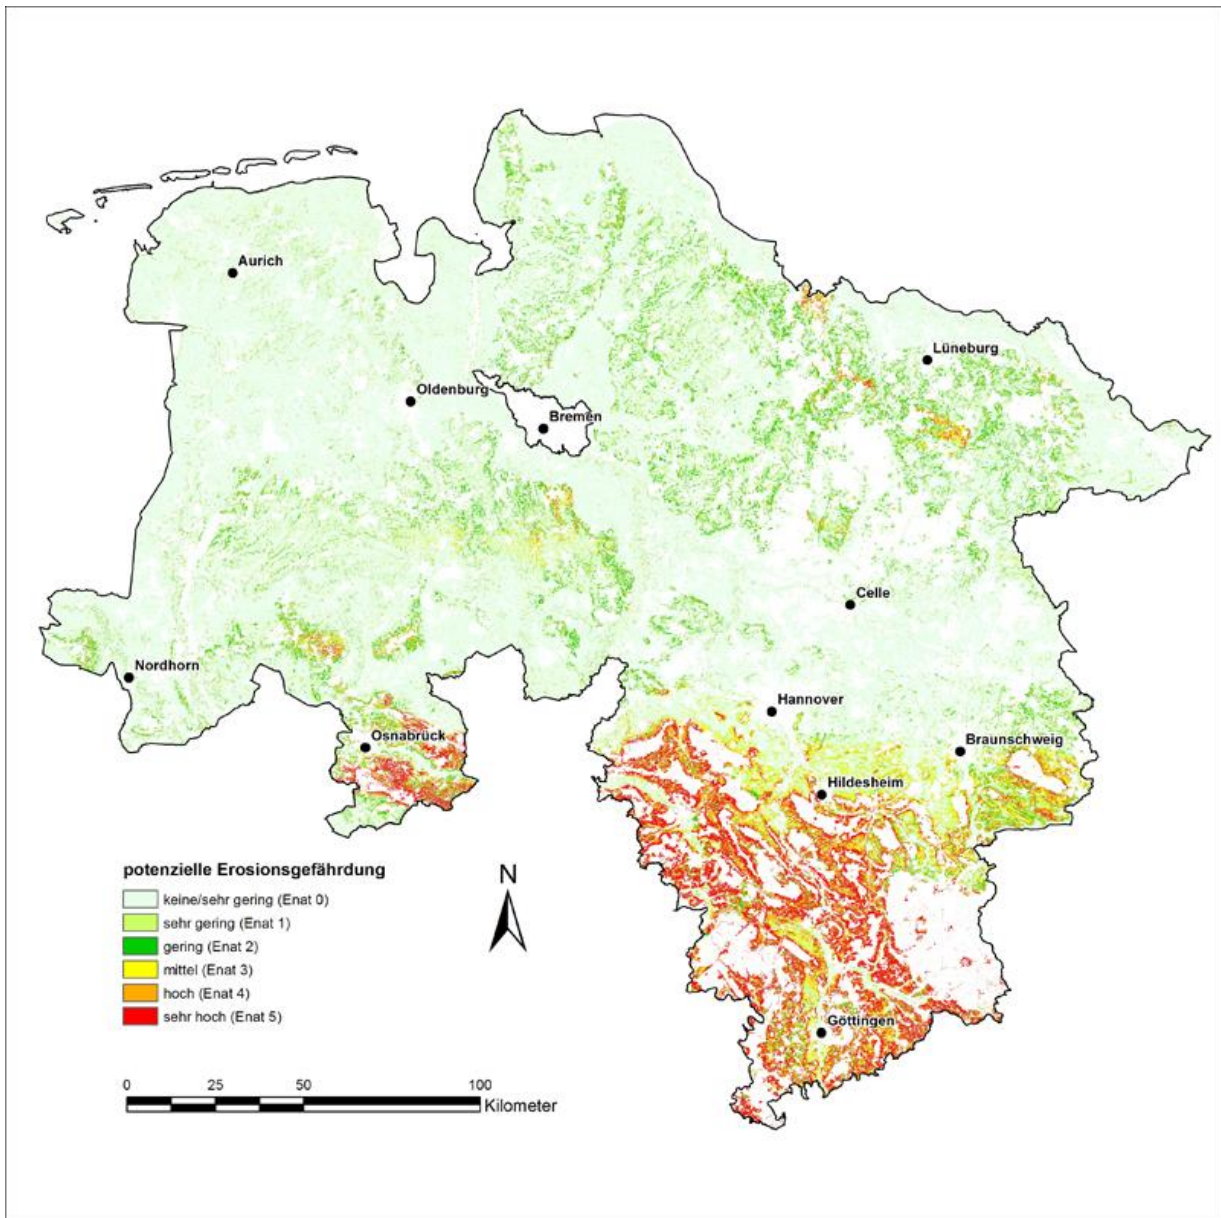 Aurich
Lüneburg
Oldenburg
Bremen
Celle
Nordhorn
Hannover
Osnabrück
Braunschweig
Hildesheim
Göttingen
potenzielle Erosionsgefährdung
keine/sehr gering (Enat 0)
sehr gering (Enat 1)
gering (Enat 2)
mittel (Enat 3)
hoch (Enat 4)
sehr hoch (Enat 5)
N
0 25 50 100
Kilometer